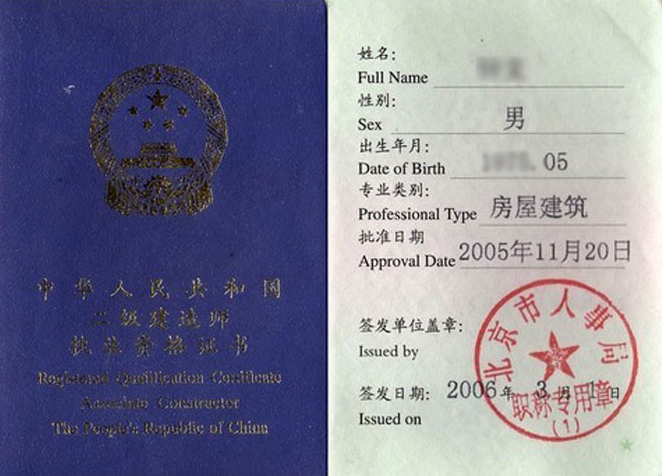 中华人民共和国
二级建造师
执业资格证书
Registered Qualification Certificate
Associate Constructor
The People's Republic of China
姓名:
Full Name
性别:
Sex 男
出生年月:
Date of Birth .05
专业类别:
Professional Type 房屋建筑
批准日期
Approval Date 2005年11月20日
签发单位盖章:
Issued by
北京市人事局
职称专用章
(1)
签发日期: 2006年 3月 1日
Issued on